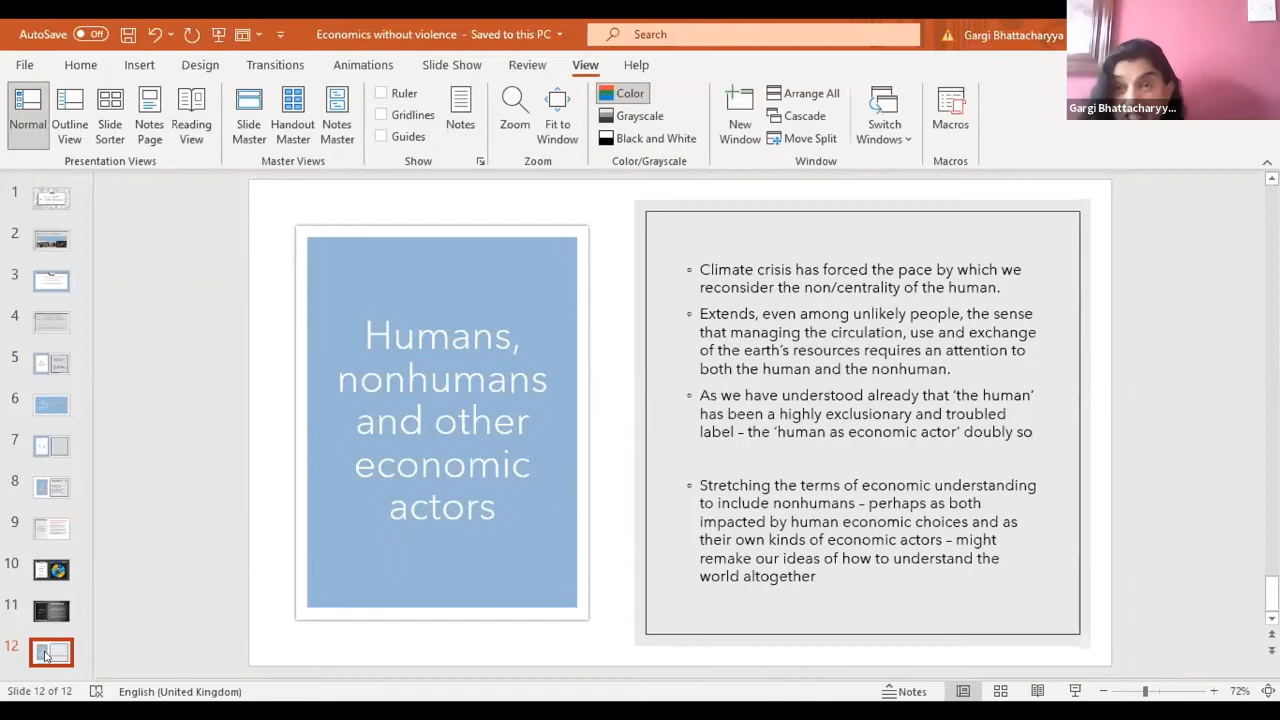 AutoSave Off Economics without violence - Saved to this PC Search Gargi Bhattacharyya
File Home Insert Design Transitions Animations Slide Show Review View Help
Normal Outline View Slide Sorter Notes Page Reading View
Presentation Views
Slide Master Handout Master Notes Master
Master Views
Ruler
Gridlines
Guides
Notes
Show
Zoom Fit to Window
Zoom
Color
Grayscale
Black and White
Color/Grayscale
New Window
Arrange All
Cascade
Move Split
Switch Windows
Window
Macros
Macros
Gargi Bhattacharyy...
1
2
3
4
5
6
7
8
9
10
11
12
Humans,
nonhumans
and other
economic
actors
◦ Climate crisis has forced the pace by which we
reconsider the non/centrality of the human.
◦ Extends, even among unlikely people, the sense
that managing the circulation, use and exchange
of the earth's resources requires an attention to
both the human and the nonhuman.
◦ As we have understood already that ‘the human’
has been a highly exclusionary and troubled
label – the ‘human as economic actor’ doubly so
◦ Stretching the terms of economic understanding
to include nonhumans – perhaps as both
impacted by human economic choices and as
their own kinds of economic actors – might
remake our ideas of how to understand the
world altogether
Slide 12 of 12 English (United Kingdom) Notes 72%